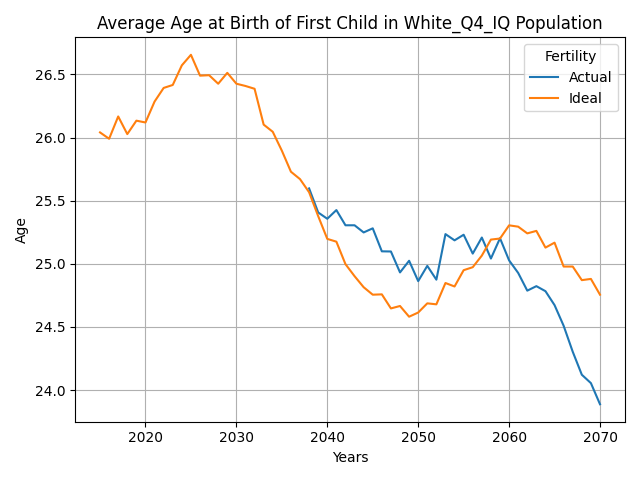 Average Age at Birth of First Child in White_Q4_IQ Population
Fertility
Actual
Ideal
Age
26.5
26.0
25.5
25.0
24.5
24.0
2020 2030 2040 2050 2060 2070
Years